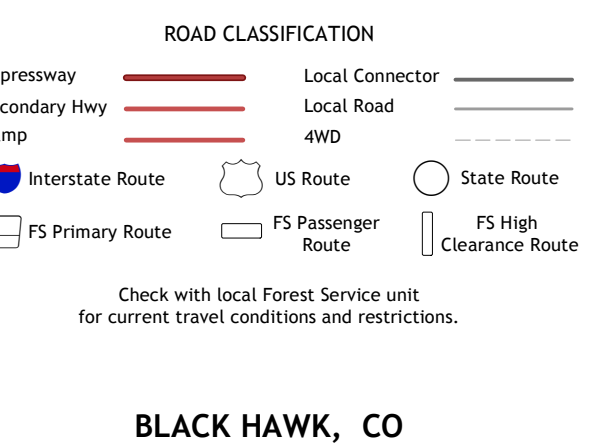 ROAD CLASSIFICATION
pressway
Local Connector
condary Hwy
Local Road
mp
4WD
Interstate Route
US Route
State Route
FS Primary Route
FS Passenger
Route
FS High
Clearance Route
Check with local Forest Service unit
for current travel conditions and restrictions.
BLACK HAWK, CO